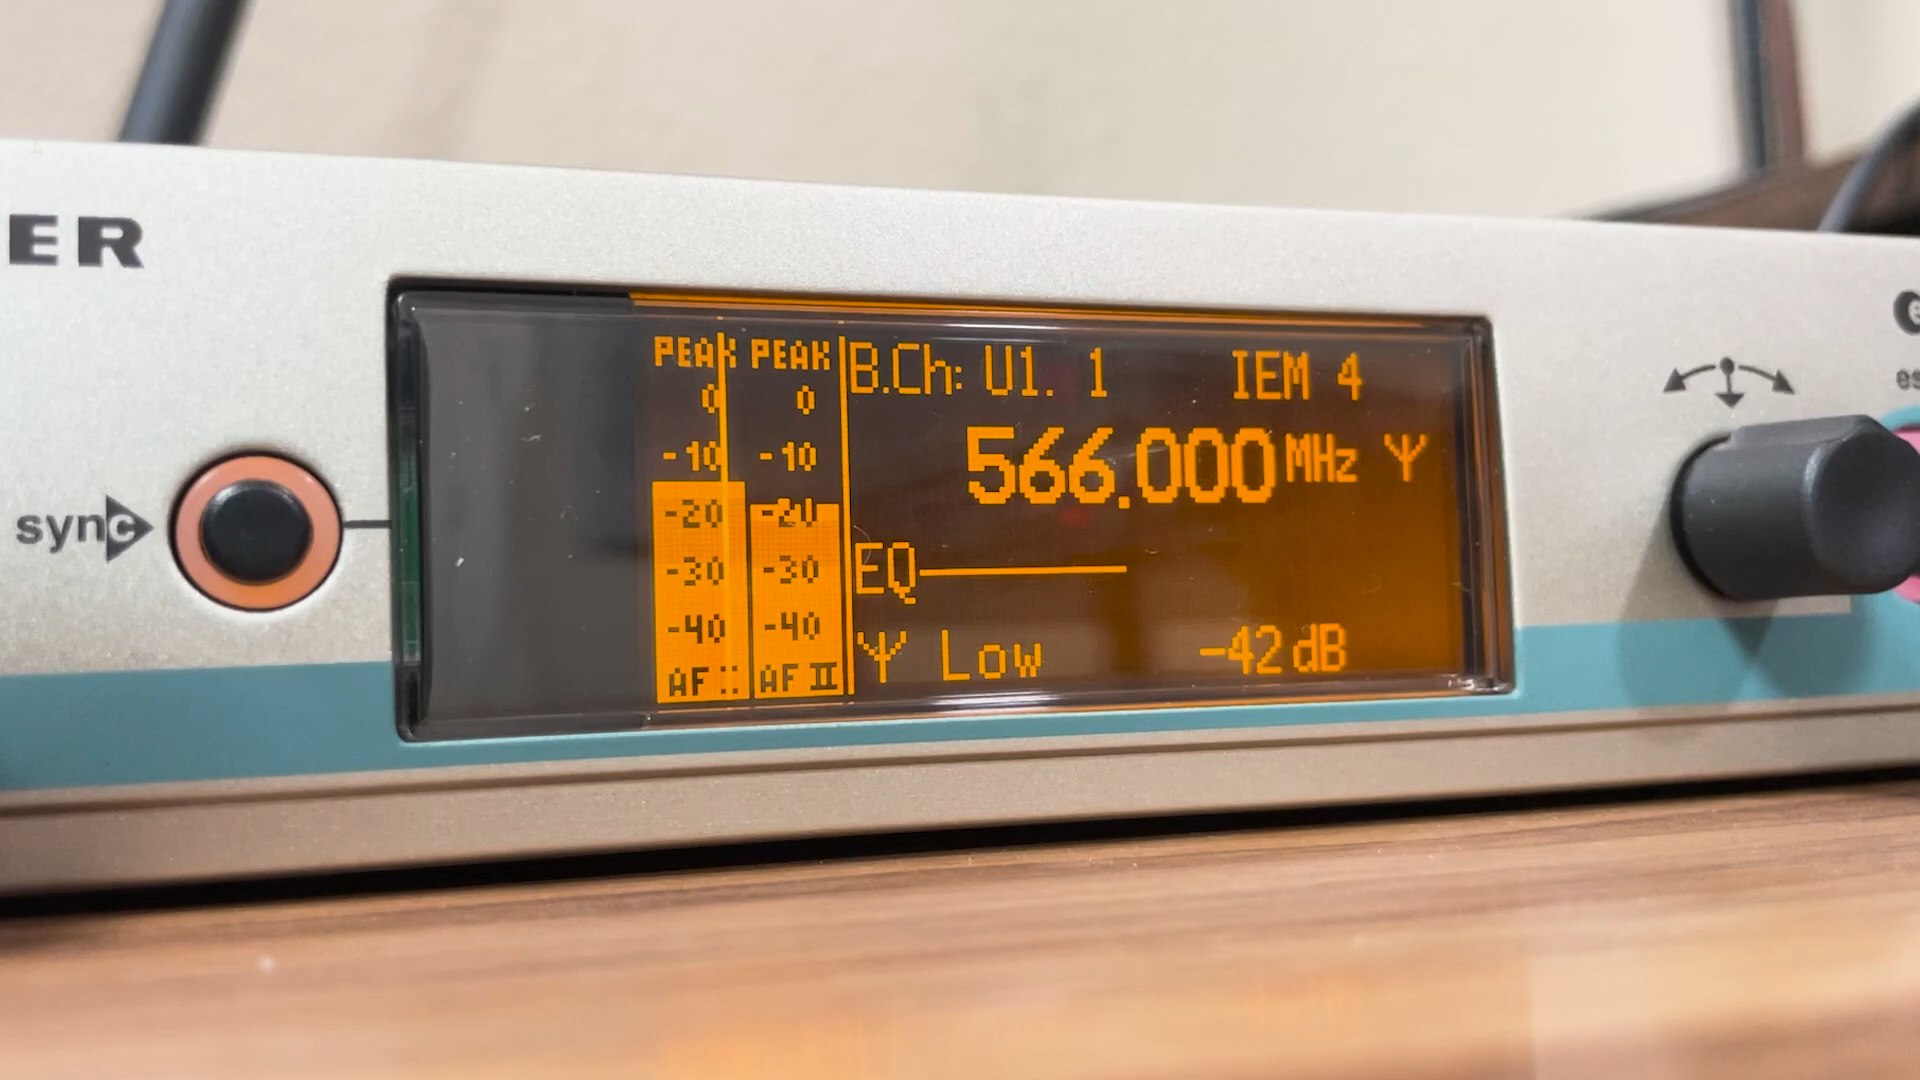 ER
sync
PEAK PEAK
0 0
-10 -10
-20 -20
-30 -30
-40 -40
AF AF II
B.Ch: U1. 1 IEM 4
566.000 MHz
EQ
Low -42 dB